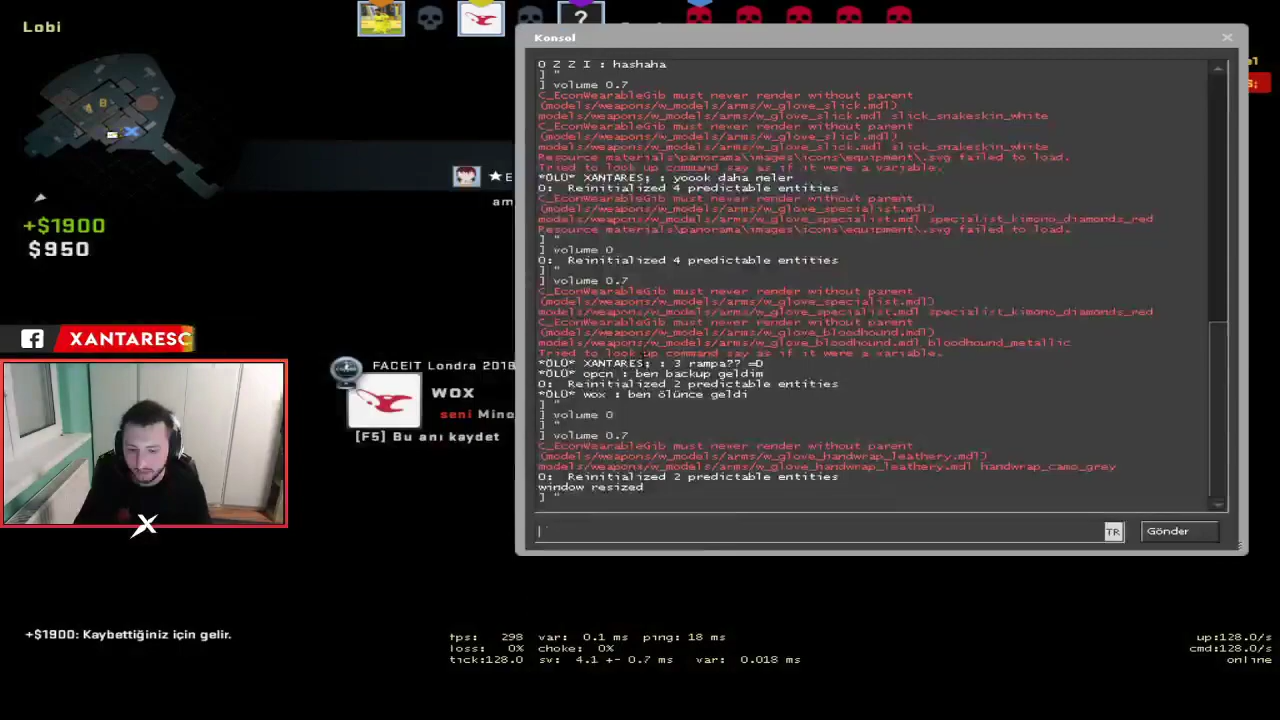 Lobi
?
+$1900
$950
★ E
am
XANTARESC
FACEIT Londra 2018
wox
seni Mino
[F5] Bu anı kaydet
+$1900: Kaybettiğiniz için gelir.
Konsol
O Z Z I : hashaha
] "
] volume 0.7
C_EconWearableGib must never render without parent
(models/weapons/w_models/arms/w_glove_slick.mdl)
models/weapons/w_models/arms/w_glove_slick.mdl slick_snakeskin_white
C_EconWearableGib must never render without parent
(models/weapons/w_models/arms/w_glove_slick.mdl)
models/weapons/w_models/arms/w_glove_slick.mdl slick_snakeskin_white
Resource materials\panorama\images\icons\equipment\.svg failed to load.
Tried to look up command say as if it were a variable.
*ÖLÜ* XANTARES; : yoook daha neler
0:  Reinitialized 4 predictable entities
C_EconWearableGib must never render without parent
(models/weapons/w_models/arms/w_glove_specialist.mdl)
models/weapons/w_models/arms/w_glove_specialist.mdl specialist_kimono_diamonds_red
Resource materials\panorama\images\icons\equipment\.svg failed to load.
] "
] volume 0
0:  Reinitialized 4 predictable entities
] "
] volume 0.7
C_EconWearableGib must never render without parent
(models/weapons/w_models/arms/w_glove_specialist.mdl)
models/weapons/w_models/arms/w_glove_specialist.mdl specialist_kimono_diamonds_red
C_EconWearableGib must never render without parent
(models/weapons/w_models/arms/w_glove_bloodhound.mdl)
models/weapons/w_models/arms/w_glove_bloodhound.mdl bloodhound_metallic
Tried to look up command say as if it were a variable.
*ÖLÜ* XANTARES; : 3 rampa?? =D
*ÖLÜ* opcn : ben backup geldim
0:  Reinitialized 2 predictable entities
*ÖLÜ* wox : ben ölünce geldi
] "
] volume 0
] "
] volume 0.7
C_EconWearableGib must never render without parent
(models/weapons/w_models/arms/w_glove_handwrap_leathery.mdl)
models/weapons/w_models/arms/w_glove_handwrap_leathery.mdl handwrap_camo_grey
0:  Reinitialized 2 predictable entities
window resized
] "
TR
Gönder
fps: 298 var: 0.1 ms ping: 18 ms
loss: 0% choke: 0%
tick:128.0 sv: 4.1 +- 0.7 ms var: 0.018 ms
up:128.0/s
cmd:128.0/s
online